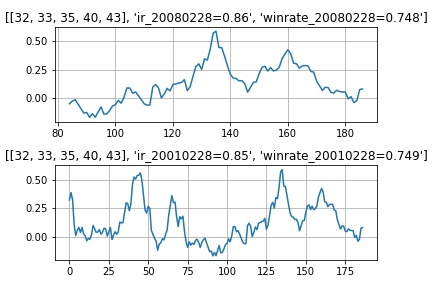 [[32, 33, 35, 40, 43], 'ir_20080228=0.86', 'winrate_20080228=0.748']
0.50
0.25
0.00
80 100 120 140 160 180
[[32, 33, 35, 40, 43], 'ir_20010228=0.85', 'winrate_20010228=0.749']
0.50
0.25
0.00
0 25 50 75 100 125 150 175